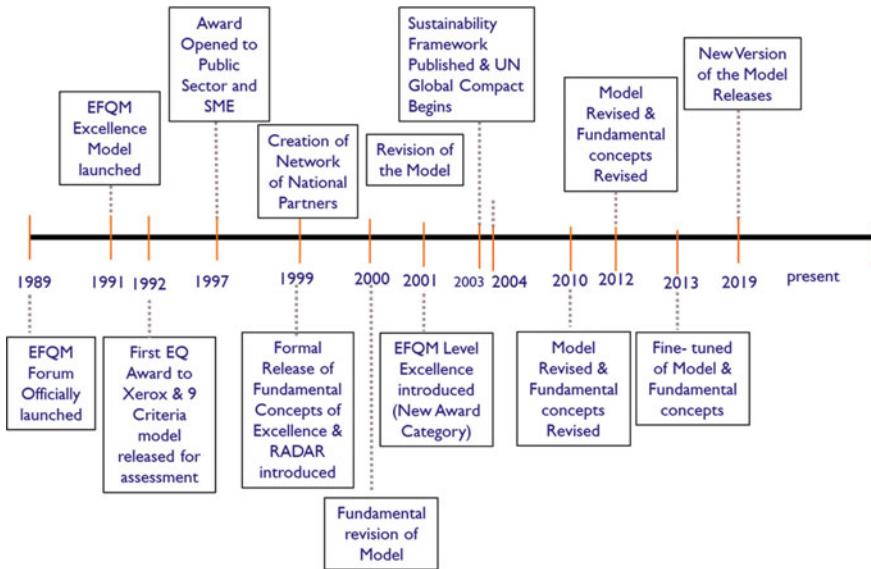 Award
Opened to
Public
Sector and
SME
Sustainability
Framework
Published & UN
Global Compact
Begins
New Version
of the Model
Releases
EFQM
Excellence
Model
launched
Creation of
Network
of National
Partners
Revision of
the Model
Model
Revised &
Fundamental
concepts
Revised
1989
1991
1992
1997
1999
2000
2001
2003
2004
2010
2012
2013
2019
present
EFQM
Forum
Officially
launched
First EQ
Award to
Xerox & 9
Criteria
model
released for
assessment
Formal
Release of
Fundamental
Concepts of
Excellence &
RADAR
introduced
EFQM Level
Excellence
introduced
(New Award
Category)
Model
Revised &
Fundamental
concepts
Revised
Fine- tuned
of Model &
Fundamental
concepts
Fundamental
revision of
Model